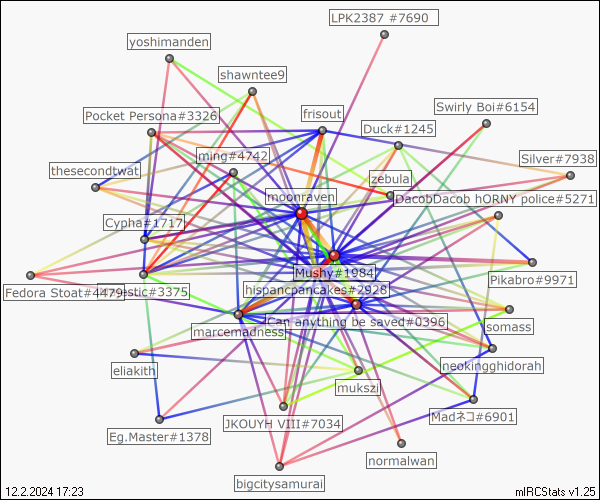 LPK2387 #7690
yoshimanden
shawntee9
Swirly Boi#6154
Pocket Persona#3326
frisout
Duck#1245
ming#4742
Silver#7938
thesecondtwat
zebula
moonraven
DacobDacob hORNY police#5271
Cypha#1717
Mushy#1984
Pikabro#9971
Fedora Stoat#4479
#3375
hispancpancakes#2928
Can anything be saved#0396
somass
marcemadness
neokingghidorah
eliakith
mukszil
JKOUYH VIII#7034
Madネコ#6901
Eg.Master#1378
normalwan
bigcitysamurai
12.2.2024 17:23
mIRCStats v1.25